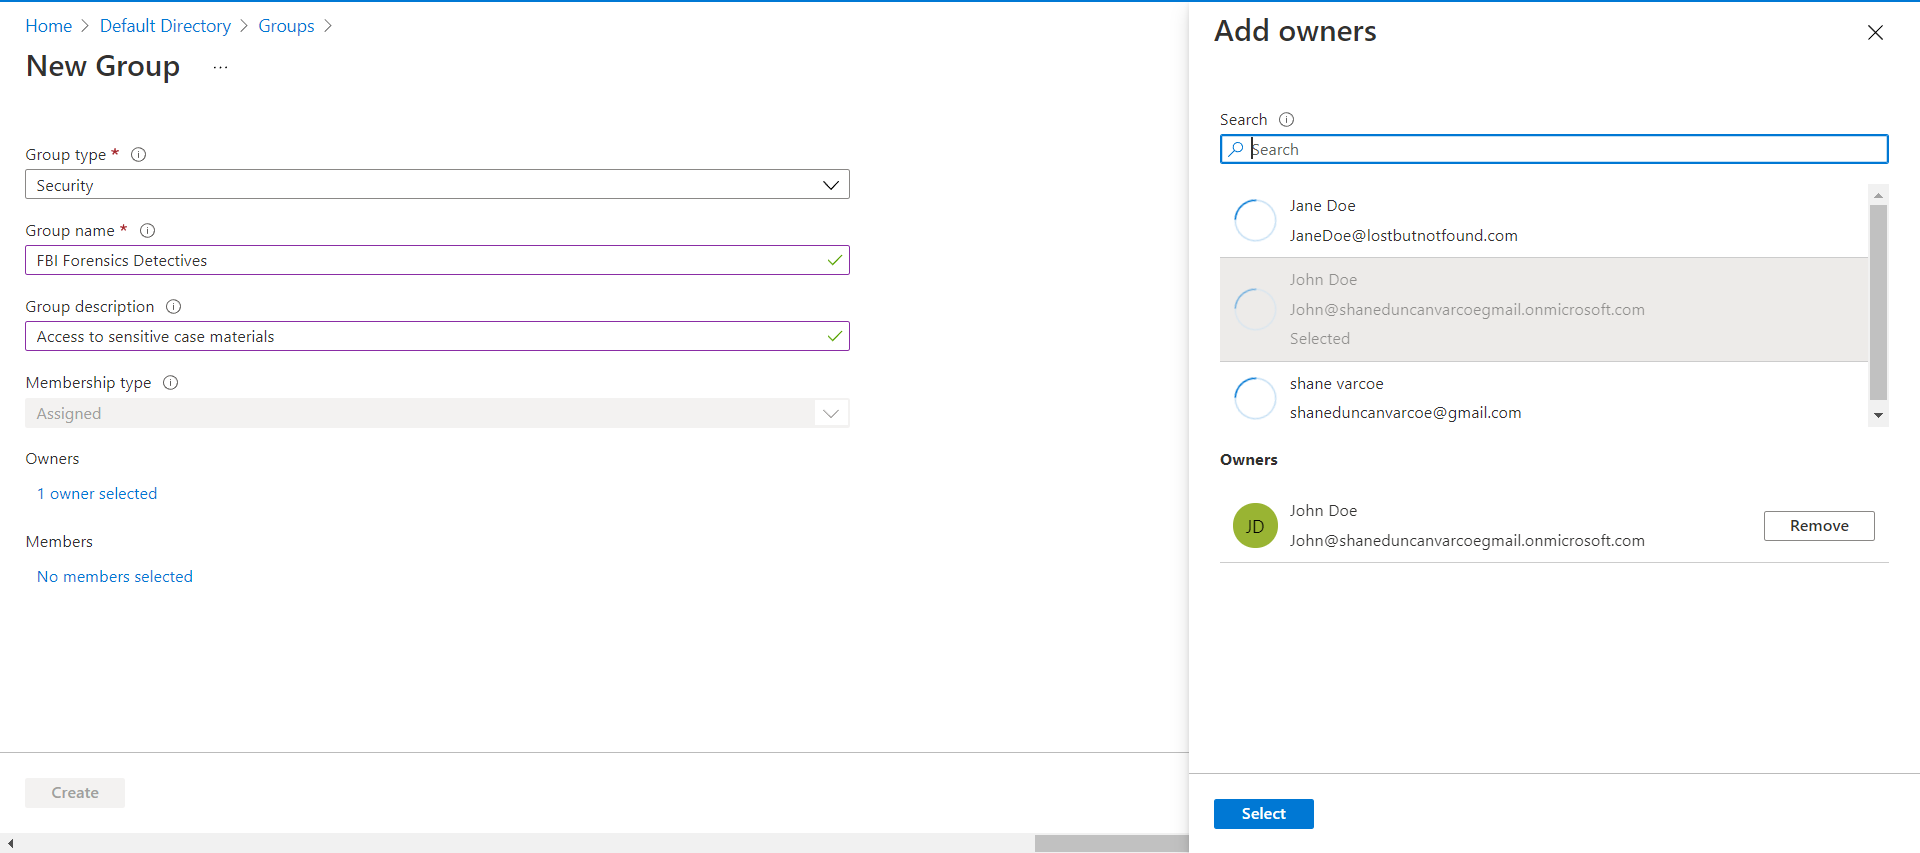 Home > Default Directory > Groups >
New Group ...
Group type *
Security
Group name *
FBI Forensics Detectives
Group description
Access to sensitive case materials
Membership type
Assigned
Owners
1 owner selected
Members
No members selected
Create
Add owners
Search
Search
Jane Doe
JaneDoe@lostbutnotfound.com
John Doe
John@shaneduncanvarcoegmail.onmicrosoft.com
Selected
shane varcoe
shaneduncanvarcoe@gmail.com
Owners
JD
John Doe
John@shaneduncanvarcoegmail.onmicrosoft.com
Remove
Select